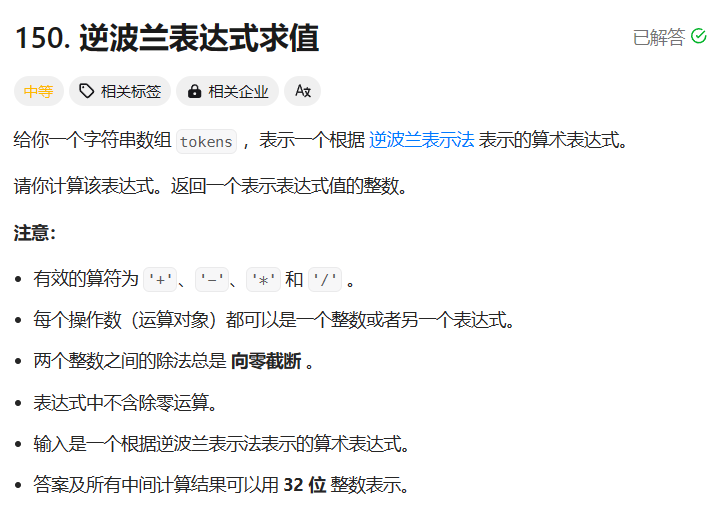 150. 逆波兰表达式求值
已解答
中等 相关标签 相关企业
给你一个字符串数组 tokens ，表示一个根据 逆波兰表示法 表示的算术表达式。
请你计算该表达式。返回一个表示表达式值的整数。
注意：
有效的算符为 '+'、'-'、'*' 和 '/' 。
每个操作数（运算对象）都可以是一个整数或者另一个表达式。
两个整数之间的除法总是 向零截断 。
表达式中不含除零运算。
输入是一个根据逆波兰表示法表示的算术表达式。
答案及所有中间计算结果可以用 32 位 整数表示。